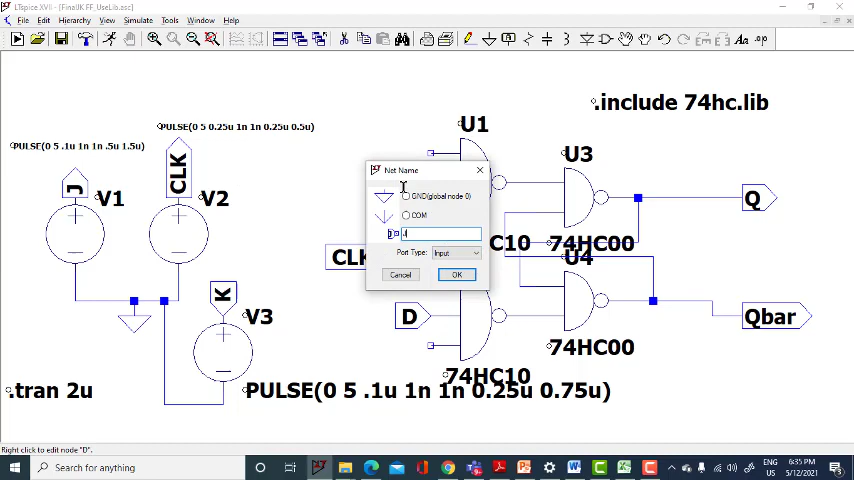 LTspice XVII - [FinalJK FF_UseLib.asc]
File Edit Hierarchy View Simulate Tools Window Help
.include 74hc.lib
PULSE(0 5 0.25u 1n 1n 0.25u 0.5u)
PULSE(0 5 .1u 1n 1n .5u 1.5u)
U1
U3
Net Name
GND(global node 0)
COM
J
Port Type: Input
Cancel OK
J
V1
CLK
V2
Q
CLK
C10
74HC00
U4
K
V3
D
Qbar
74HC00
74HC10
.tran 2u
PULSE(0 5 .1u 1n 1n 0.25u 0.75u)
Right click to edit node "D".
Search for anything
ENG
US
6:35 PM
5/12/2021
3